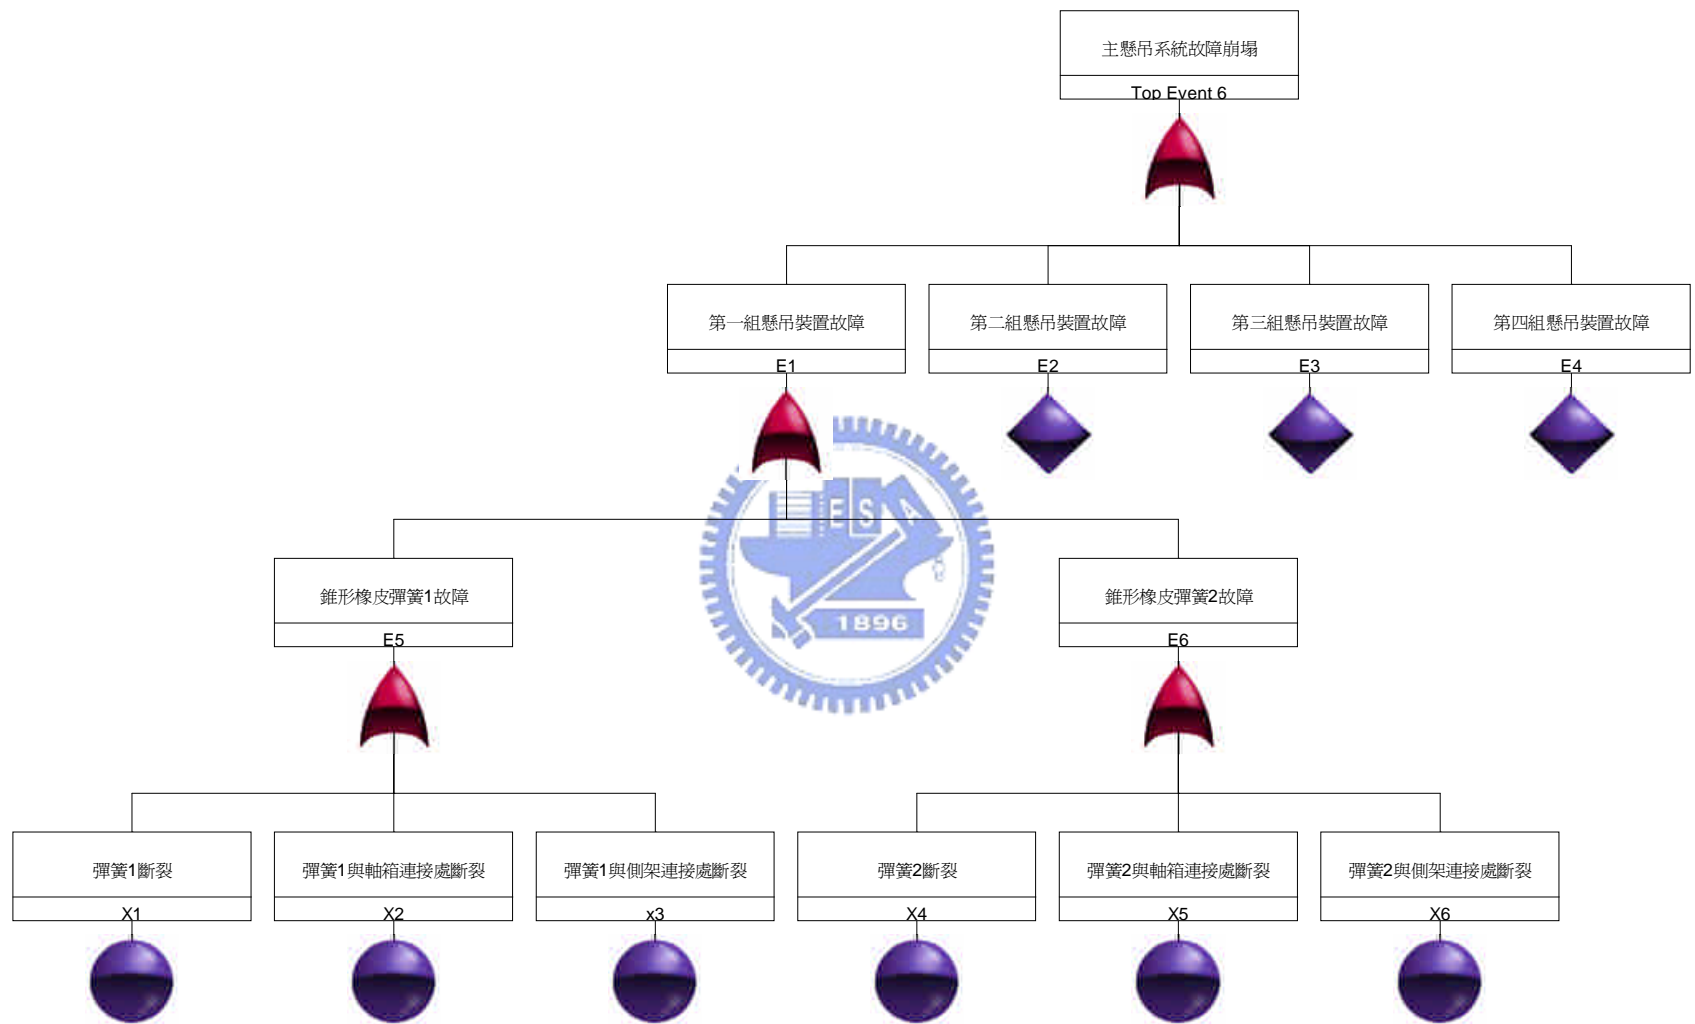 主懸吊系統故障崩塌
Top Event 6
第一組懸吊裝置故障
E1
第二組懸吊裝置故障
E2
第三組懸吊裝置故障
E3
第四組懸吊裝置故障
E4
E S A
1896
錐形橡皮彈簧1故障
E5
錐形橡皮彈簧2故障
E6
彈簧1斷裂
X1
彈簧1與軸箱連接處斷裂
X2
彈簧1與側架連接處斷裂
x3
彈簧2斷裂
X4
彈簧2與軸箱連接處斷裂
X5
彈簧2與側架連接處斷裂
X6